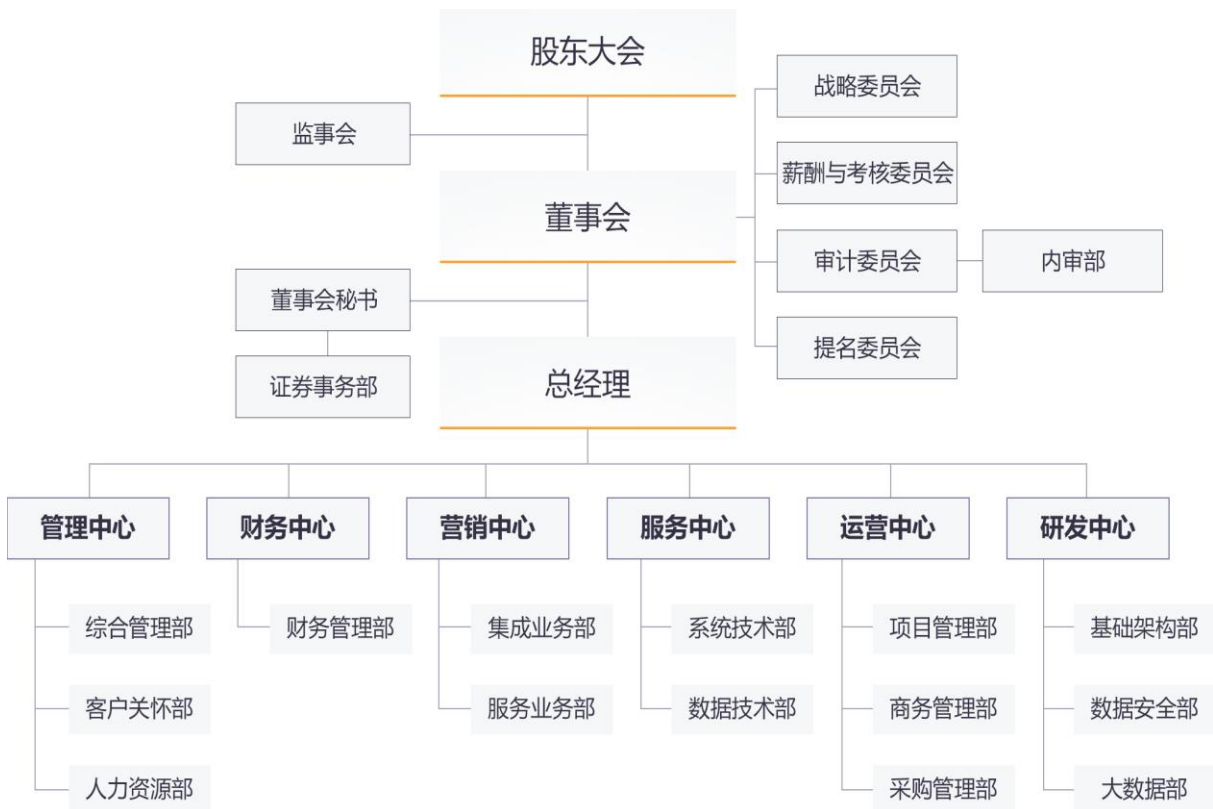 股东大会
战略委员会
监事会
薪酬与考核委员会
董事会
审计委员会
内审部
董事会秘书
提名委员会
证券事务部
总经理
管理中心
财务中心
营销中心
服务中心
运营中心
研发中心
综合管理部
财务管理部
集成业务部
系统技术部
项目管理部
基础架构部
客户关怀部
服务业务部
数据技术部
商务管理部
数据安全部
人力资源部
采购管理部
大数据部